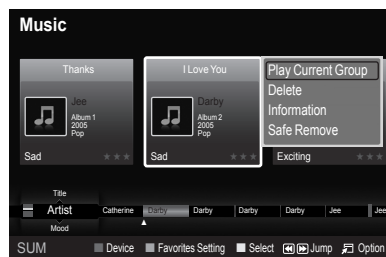 Music
Thanks
Jee
Album 1
2005
Pop
Sad
I Love You
Darby
Album 2
2005
Pop
Sad
Play Current Group
Delete
Information
Safe Remove
Exciting
Title
Artist
Mood
Catherine Darby Darby Darby Darby Jee Jee
SUM Device Favorites Setting Select Jump Option